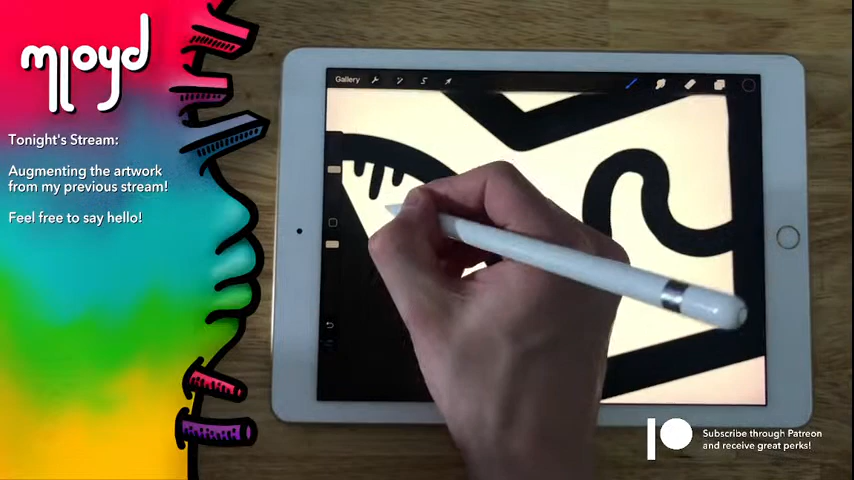 mloyd
Tonight's Stream:
Augmenting the artwork
from my previous stream!
Feel free to say hello!
Gallery
Subscribe through Patreon
and receive great perks!